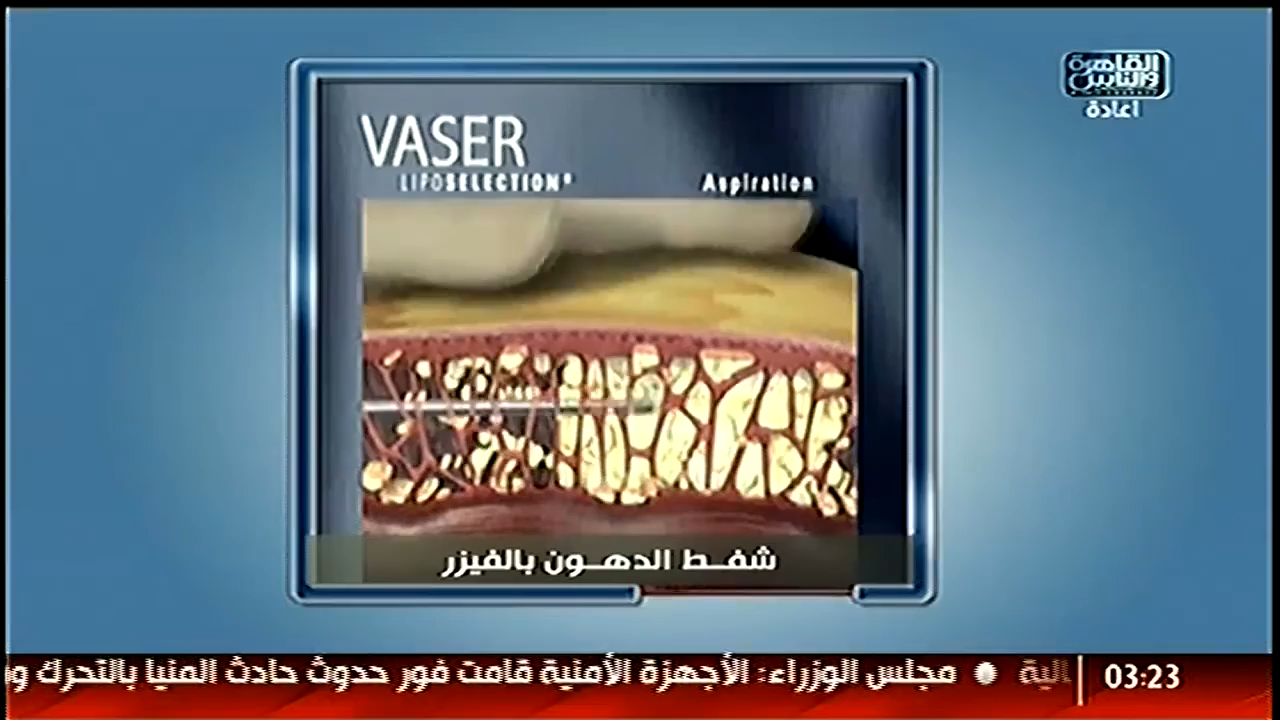 القاهرة
والناس
اعادة
VASER
LIPOSELECTION®
Aspiration
شفط الدهون بالفيزر
الية ● مجلس الوزراء: الأجهزة الأمنية قامت فور حدوث حادث المنيا بالتحرك و
03:23